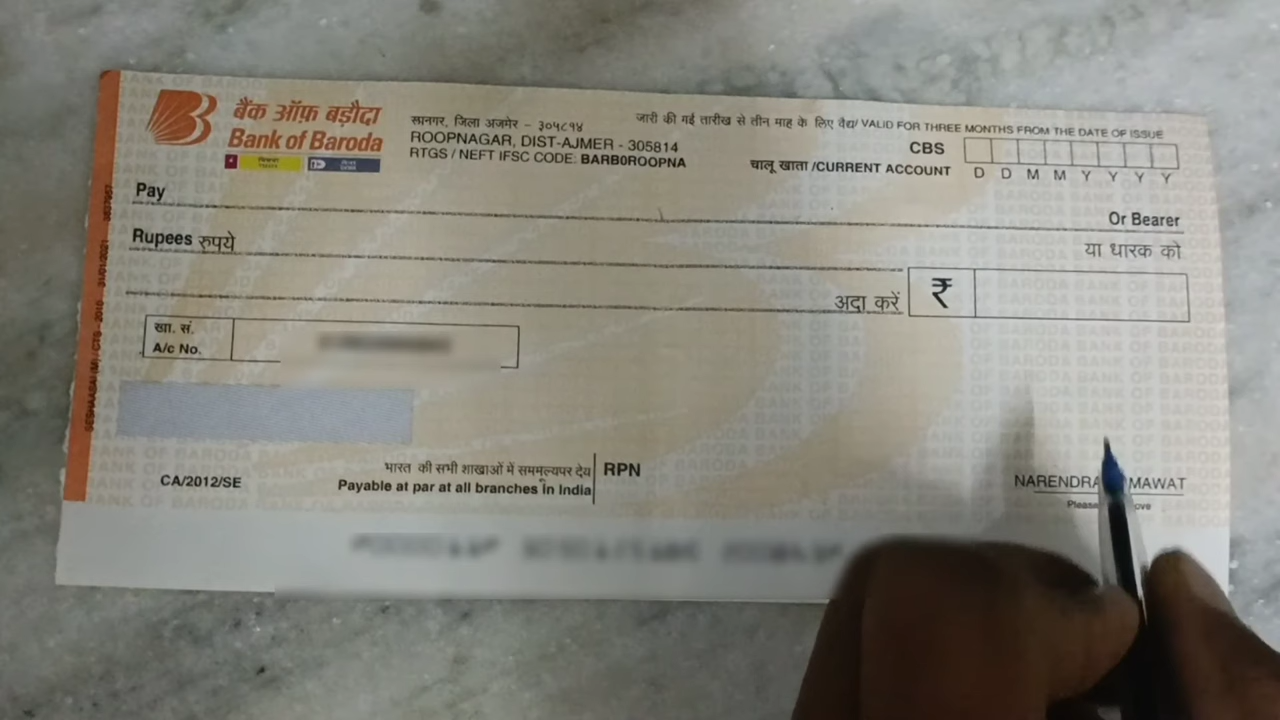 बैंक ऑफ़ बड़ौदा
Bank of Baroda
रूपनगर, जिला अजमेर - ३०५८१४
ROOPNAGAR, DIST-AJMER - 305814
RTGS / NEFT IFSC CODE: BARB0ROOPNA
जारी की गई तारीख से तीन माह के लिए वैध/ VALID FOR THREE MONTHS FROM THE DATE OF ISSUE
CBS
चालू खाता /CURRENT ACCOUNT
D D M M Y Y Y Y
Pay
Or Bearer
Rupees रुपये
या धारक को
अदा करें
₹
खा. सं.
A/c No.
भारत की सभी शाखाओं में सममूल्यपर देय
Payable at par at all branches in India
RPN
CA/2012/SE
NARENDRA MAWAT